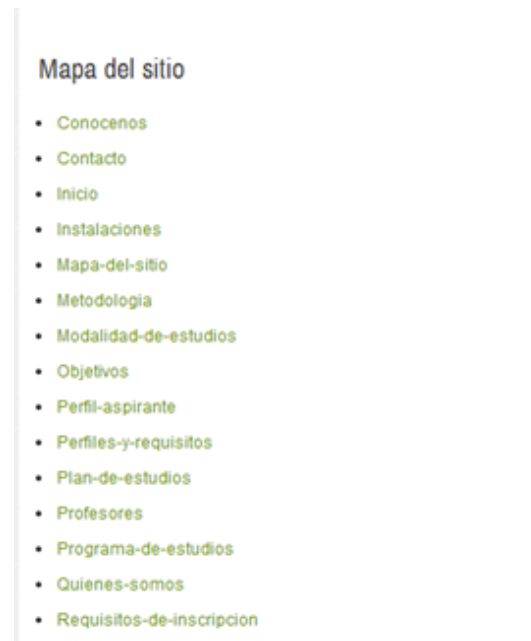 Mapa del sitio
Conocenos
Contacto
Inicio
Instalaciones
Mapa-del-sitio
Metodologia
Modalidad-de-estudios
Objetivos
Perfil-aspirante
Perfiles-y-requisitos
Plan-de-estudios
Profesores
Programa-de-estudios
Quienes-somos
Requisitos-de-inscripcion